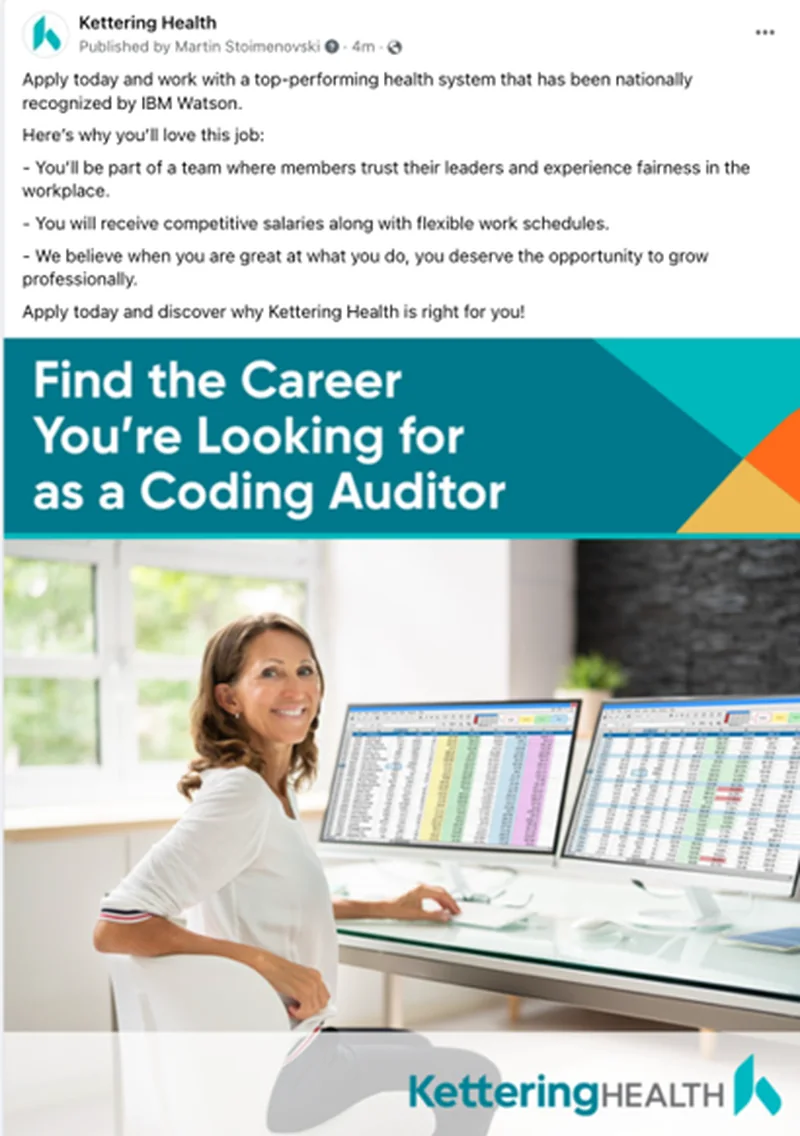 Kettering Health
Published by Martin Stoimenovski · 4m ·
Apply today and work with a top-performing health system that has been nationally
recognized by IBM Watson.
Here's why you'll love this job:
- You'll be part of a team where members trust their leaders and experience fairness in the
workplace.
- You will receive competitive salaries along with flexible work schedules.
- We believe when you are great at what you do, you deserve the opportunity to grow
professionally.
Apply today and discover why Kettering Health is right for you!
Find the Career
You're Looking for
as a Coding Auditor
KetteringHEALTH